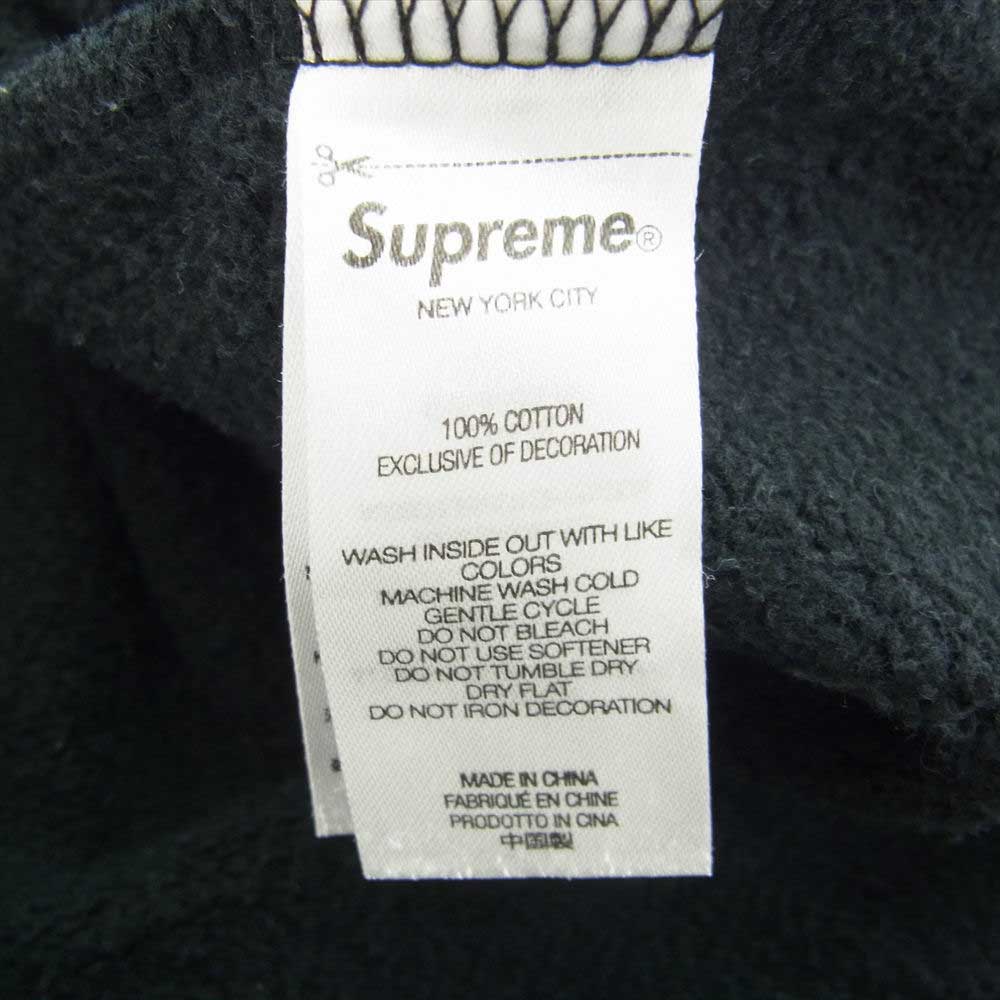 Supreme®
NEW YORK CITY
100% COTTON
EXCLUSIVE OF DECORATION
WASH INSIDE OUT WITH LIKE
COLORS
MACHINE WASH COLD
GENTLE CYCLE
DO NOT BLEACH
DO NOT USE SOFTENER
DO NOT TUMBLE DRY
DRY FLAT
DO NOT IRON DECORATION
MADE IN CHINA
FABRIQUÉ EN CHINE
PRODOTTO IN CINA
中国製